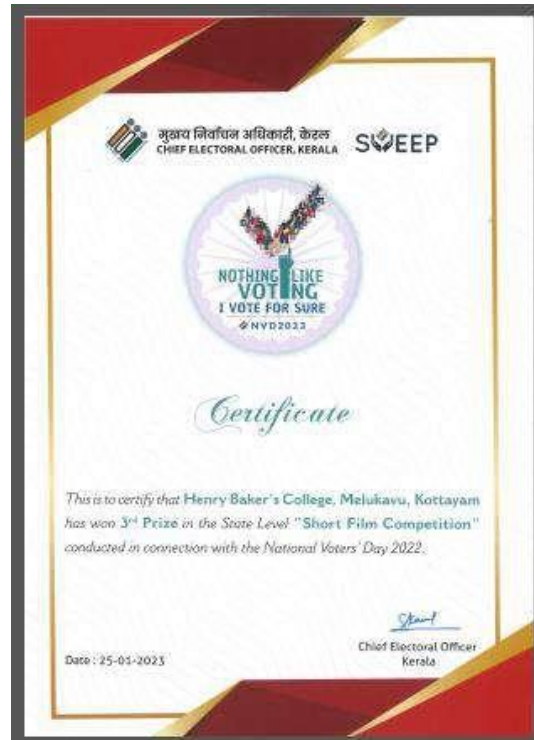 मुख्य निर्वाचन अधिकारी, केरल
CHIEF ELECTORAL OFFICER, KERALA
SWEEP
NOTHING LIKE
VOTING
I VOTE FOR SURE
NVD2023
Certificate
This is to certify that Henry Baker's College, Melukavu, Kottayam
has won 3rd Prize in the State Level "Short Film Competition"
conducted in connection with the National Voters' Day 2022.
Chief Electoral Officer
Kerala
Date : 25-01-2023